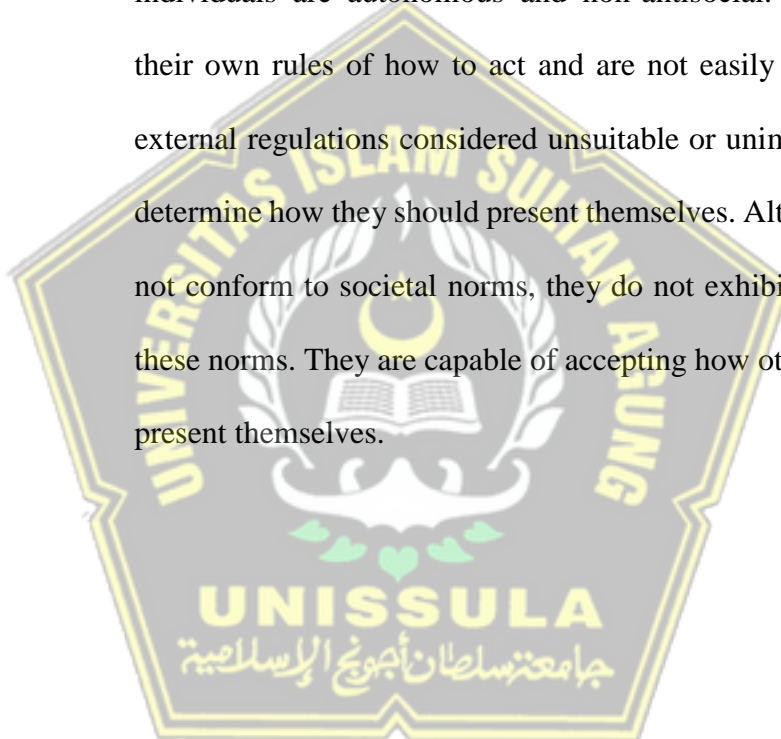 individuals are autonomous and non-antisocial.
their own rules of how to act and are not easily
external regulations considered unsuitable or unin
determine how they should present themselves. Alt
not conform to societal norms, they do not exhibi
these norms. They are capable of accepting how ot
present themselves.
UNIVERSITAS ISLAM SULTAN AGUNG
UNISSULA
جامعة سلطان أجونج الإسلامية